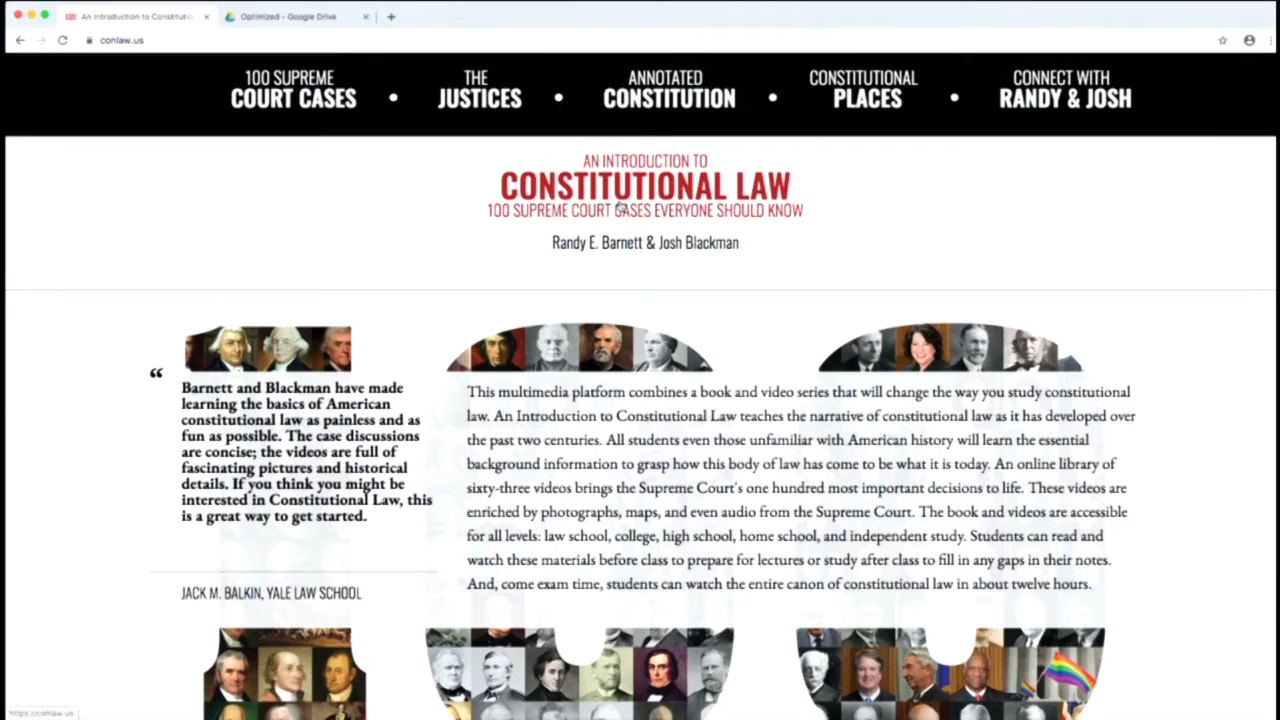 An Introduction to Constitutio
Optimized - Google Drive
conlaw.us
100 SUPREME
COURT CASES
THE
JUSTICES
ANNOTATED
CONSTITUTION
CONSTITUTIONAL
PLACES
CONNECT WITH
RANDY & JOSH
AN INTRODUCTION TO
CONSTITUTIONAL LAW
100 SUPREME COURT CASES EVERYONE SHOULD KNOW
Randy E. Barnett & Josh Blackman
“
Barnett and Blackman have made
learning the basics of American
constitutional law as painless and as
fun as possible. The case discussions
are concise; the videos are full of
fascinating pictures and historical
details. If you think you might be
interested in Constitutional Law, this
is a great way to get started.
JACK M. BALKIN, YALE LAW SCHOOL
This multimedia platform combines a book and video series that will change the way you study constitutional
law. An Introduction to Constitutional Law teaches the narrative of constitutional law as it has developed over
the past two centuries. All students even those unfamiliar with American history will learn the essential
background information to grasp how this body of law has come to be what it is today. An online library of
sixty-three videos brings the Supreme Court's one hundred most important decisions to life. These videos are
enriched by photographs, maps, and even audio from the Supreme Court. The book and videos are accessible
for all levels: law school, college, high school, home school, and independent study. Students can read and
watch these materials before class to prepare for lectures or study after class to fill in any gaps in their notes.
And, come exam time, students can watch the entire canon of constitutional law in about twelve hours.
https://conlaw.us